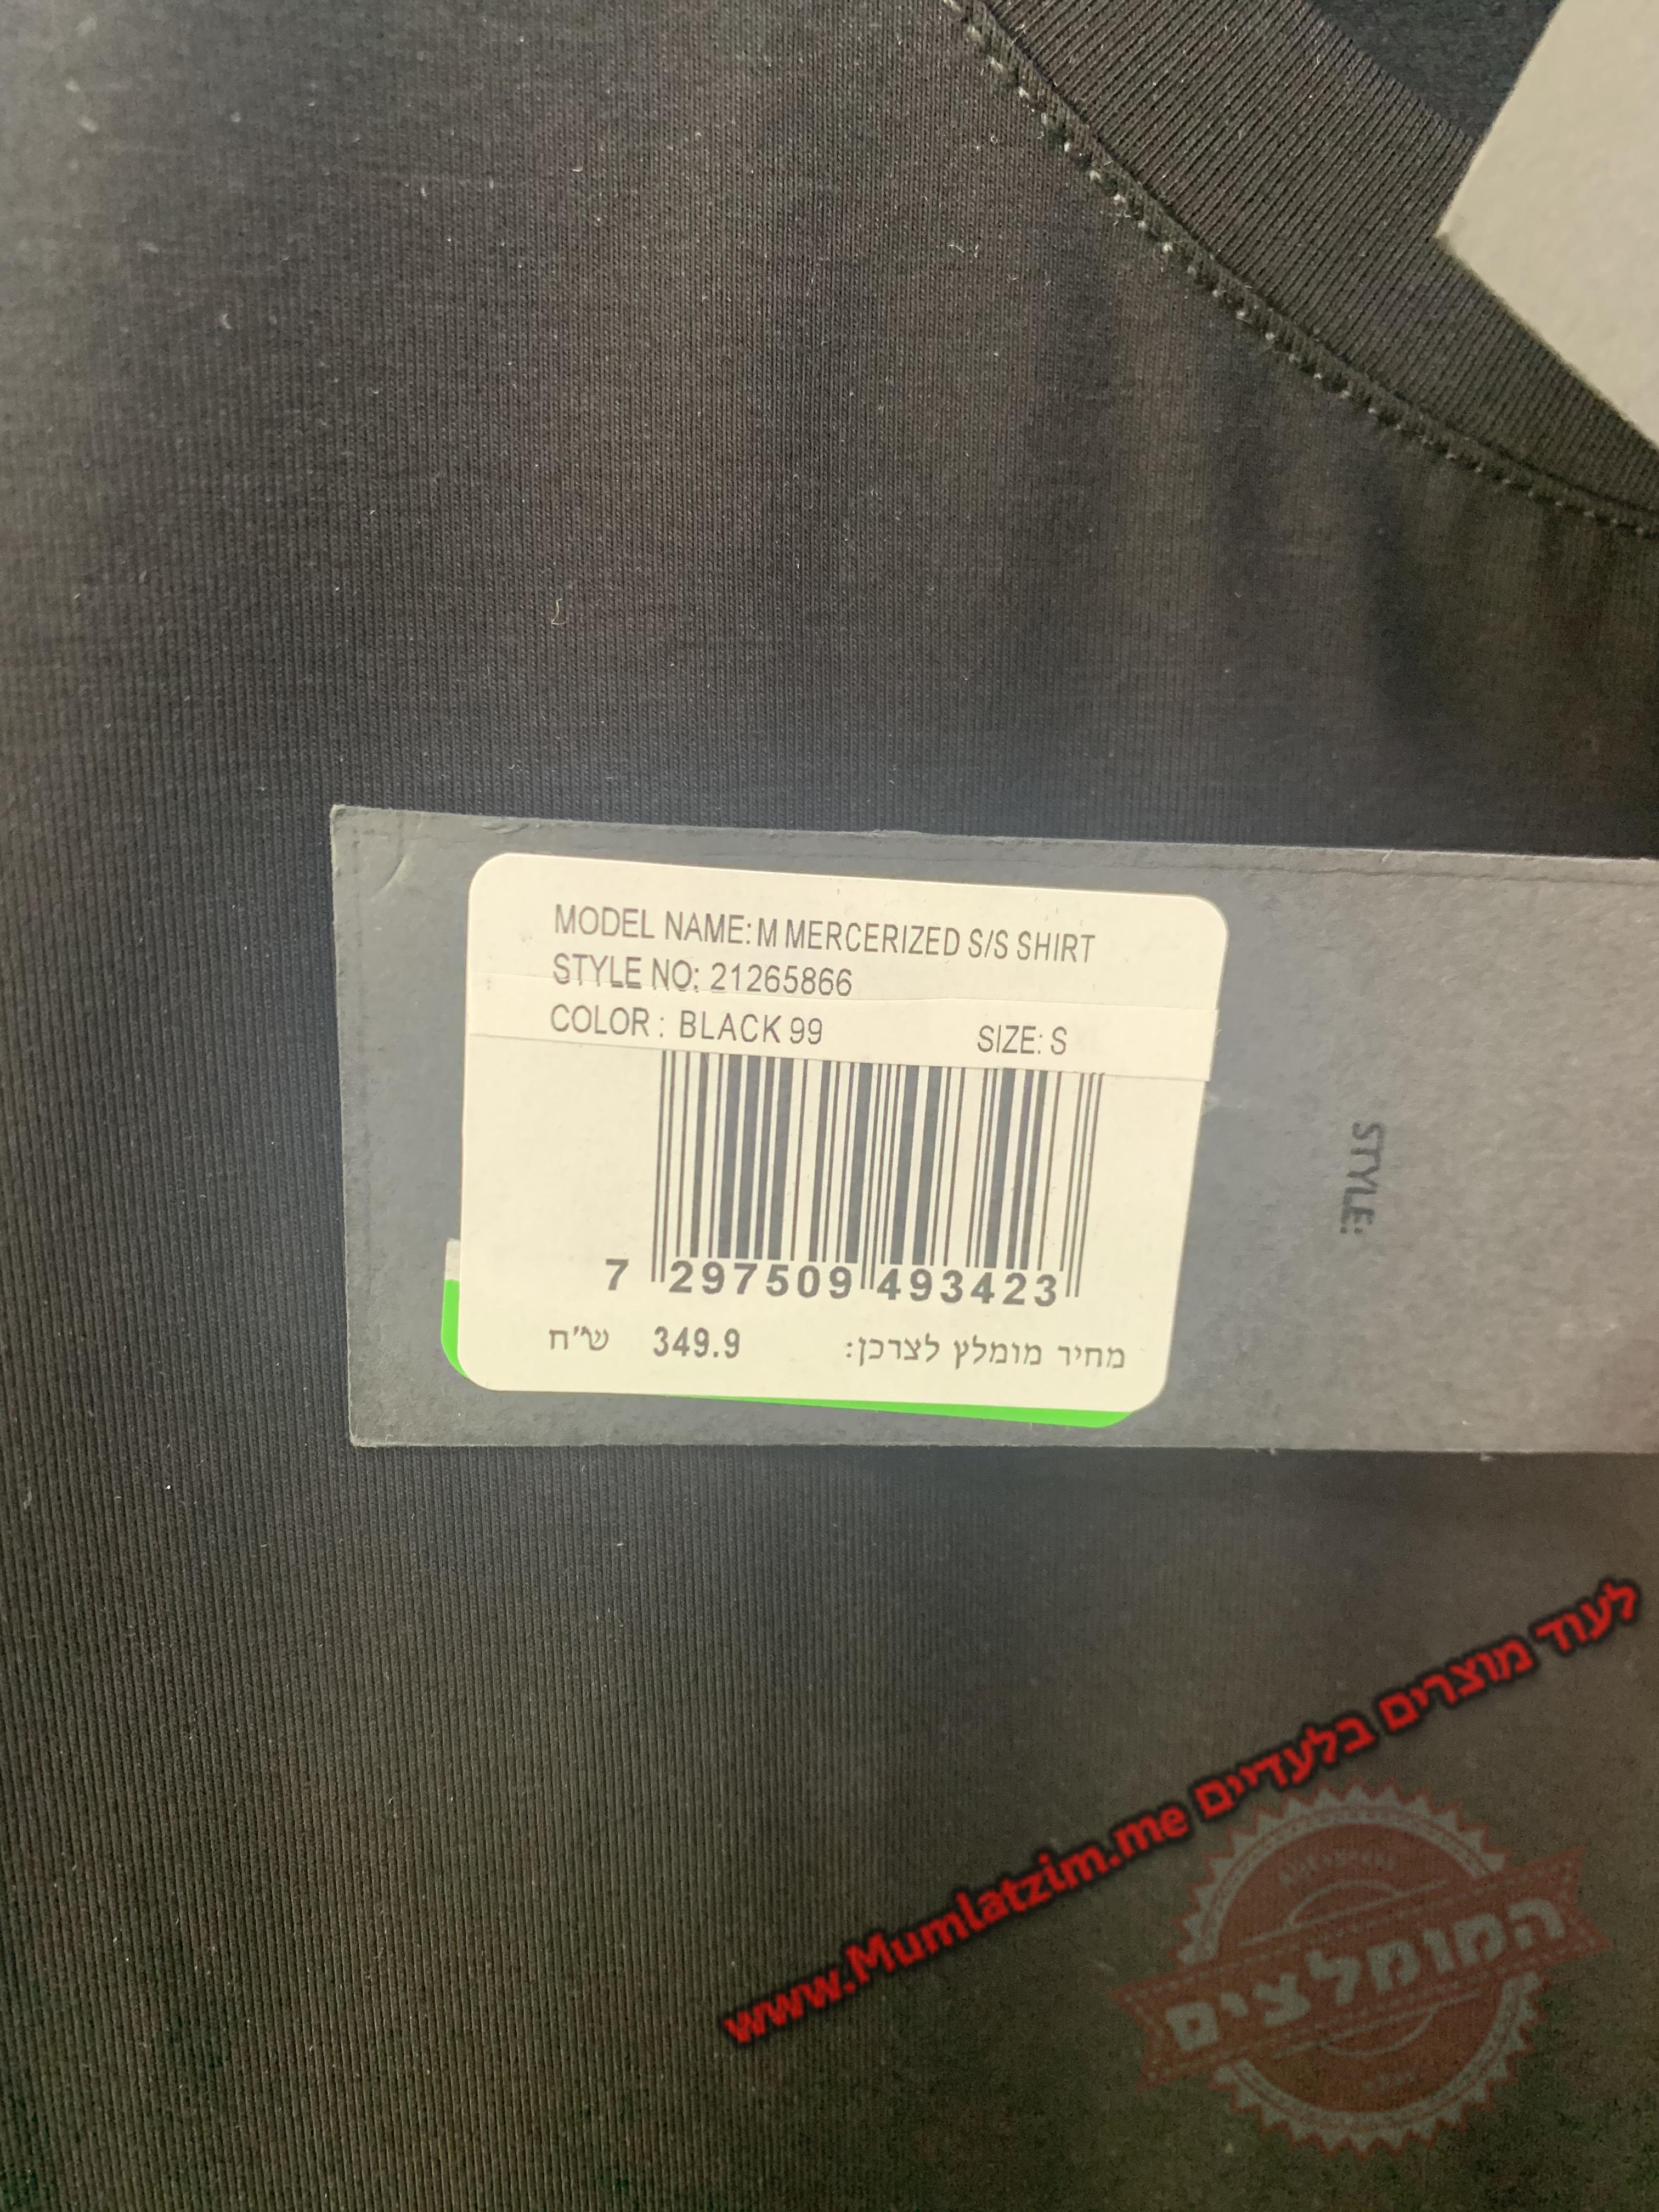 MODEL NAME: M MERCERIZED S/S SHIRT
STYLE NO: 21265866
COLOR : BLACK 99 SIZE: S
7 297509 493423
מחיר מומלץ לצרכן: 349.9 ש״ח
STYLE:
לעוד מוצרים בלעדיים www.Mumlatzim.me
המומלצים